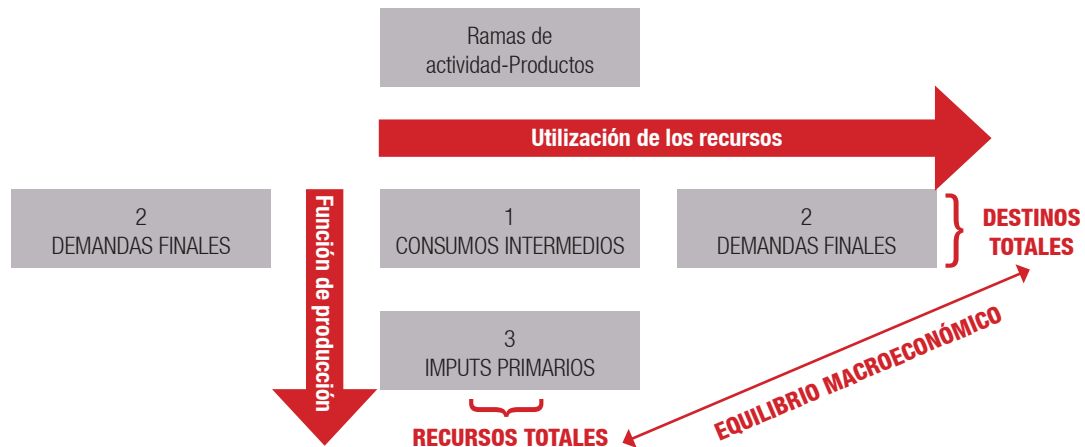 Ramas de
actividad-Productos
Utilización de los recursos
2
DEMANDAS FINALES
Función de producción
1
CONSUMOS INTERMEDIOS
2
DEMANDAS FINALES
DESTINOS
TOTALES
3
IMPUTS PRIMARIOS
EQUILIBRIO MACROECONÓMICO
RECURSOS TOTALES